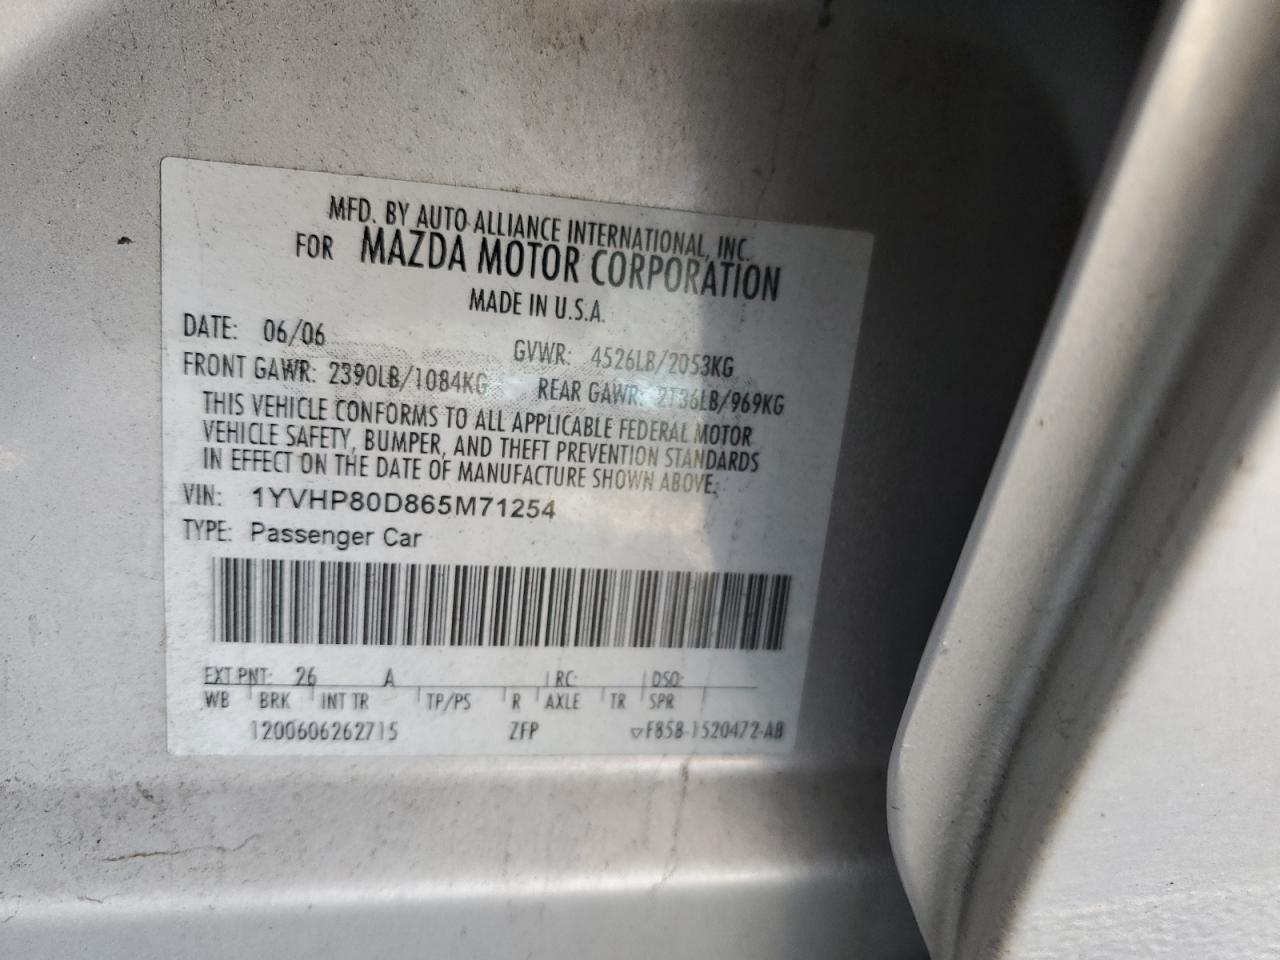 MFD. BY AUTO ALLIANCE INTERNATIONAL, INC.
FOR MAZDA MOTOR CORPORATION
MADE IN U.S.A.
DATE: 06/06 GVWR: 4526LB/2053KG
FRONT GAWR: 2390LB/1084KG REAR GAWR: 2136LB/969KG
THIS VEHICLE CONFORMS TO ALL APPLICABLE FEDERAL MOTOR
VEHICLE SAFETY, BUMPER, AND THEFT PREVENTION STANDARDS
IN EFFECT ON THE DATE OF MANUFACTURE SHOWN ABOVE.
VIN: 1YVHP80D865M71254
TYPE: Passenger Car
EXT PNT: 26 A RC: DSO:
WB BRK INT TR TP/PS R AXLE TR SPR
1200606262715 ZFP ▽F858-1520472-AB